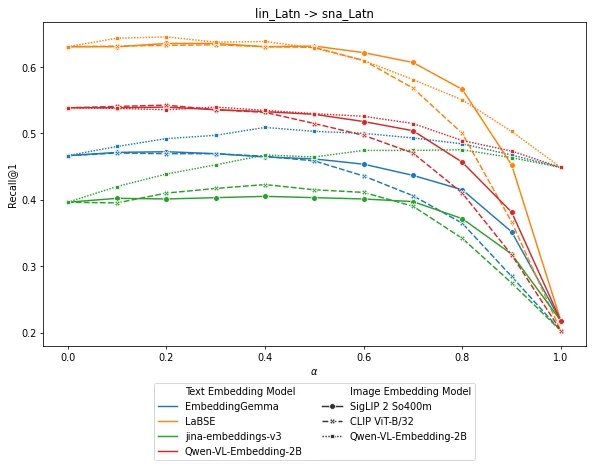 lin_Latn -> sna_Latn
Recall@1
0.6
0.5
0.4
0.3
0.2
0.0 0.2 0.4 0.6 0.8 1.0
α
Text Embedding Model Image Embedding Model
EmbeddingGemma SigLIP 2 So400m
LaBSE CLIP ViT-B/32
jina-embeddings-v3 Qwen-VL-Embedding-2B
Qwen-VL-Embedding-2B